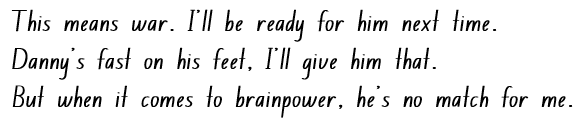 This means war. I'll be ready for him next time.
Danny's fast on his feet, I'll give him that.
But when it comes to brainpower, he's no match for me.